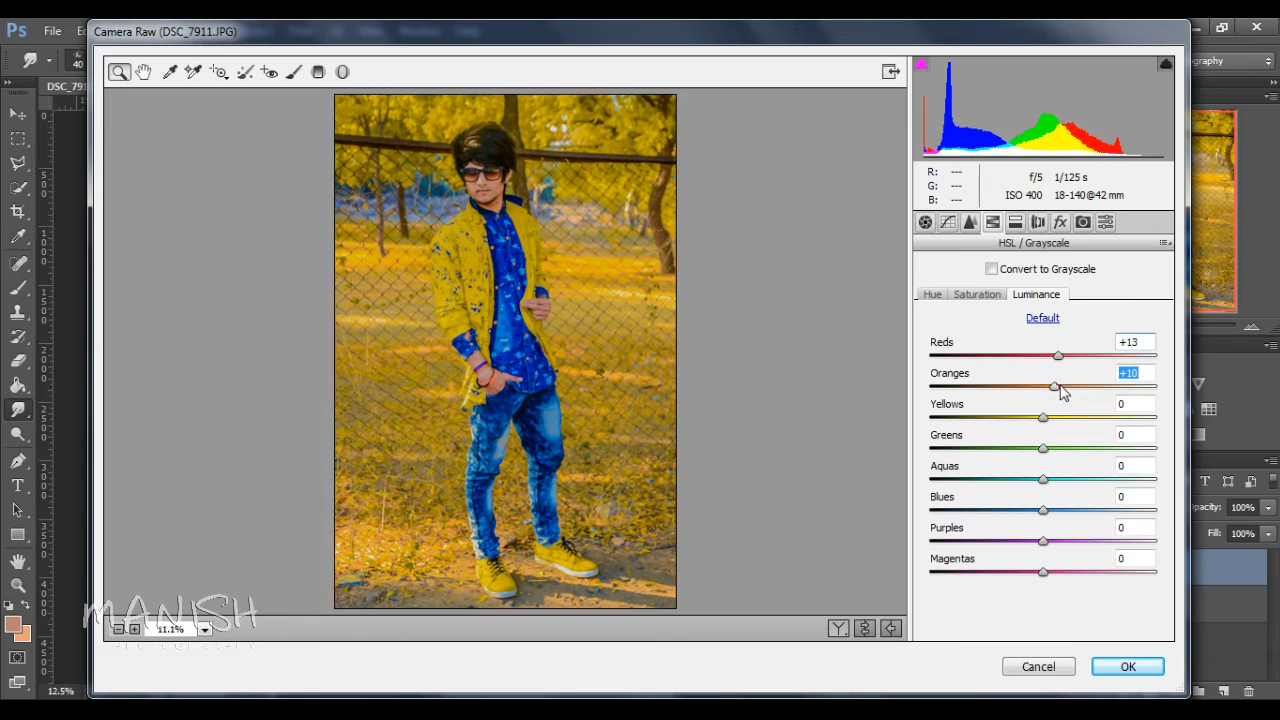 Ps File
Camera Raw (DSC_7911.JPG)
40
DSC_791
R: ---
G: ---
B: ---
f/5 1/125 s
ISO 400 18-140@42 mm
HSL / Grayscale
Convert to Grayscale
Hue Saturation Luminance
Default
Reds +13
Oranges +10
Yellows 0
Greens 0
Aquas 0
Blues 0
Purples 0
Magentas 0
MANISH
11.1%
Cancel OK
12.5%
Opacity: 100%
Fill: 100%